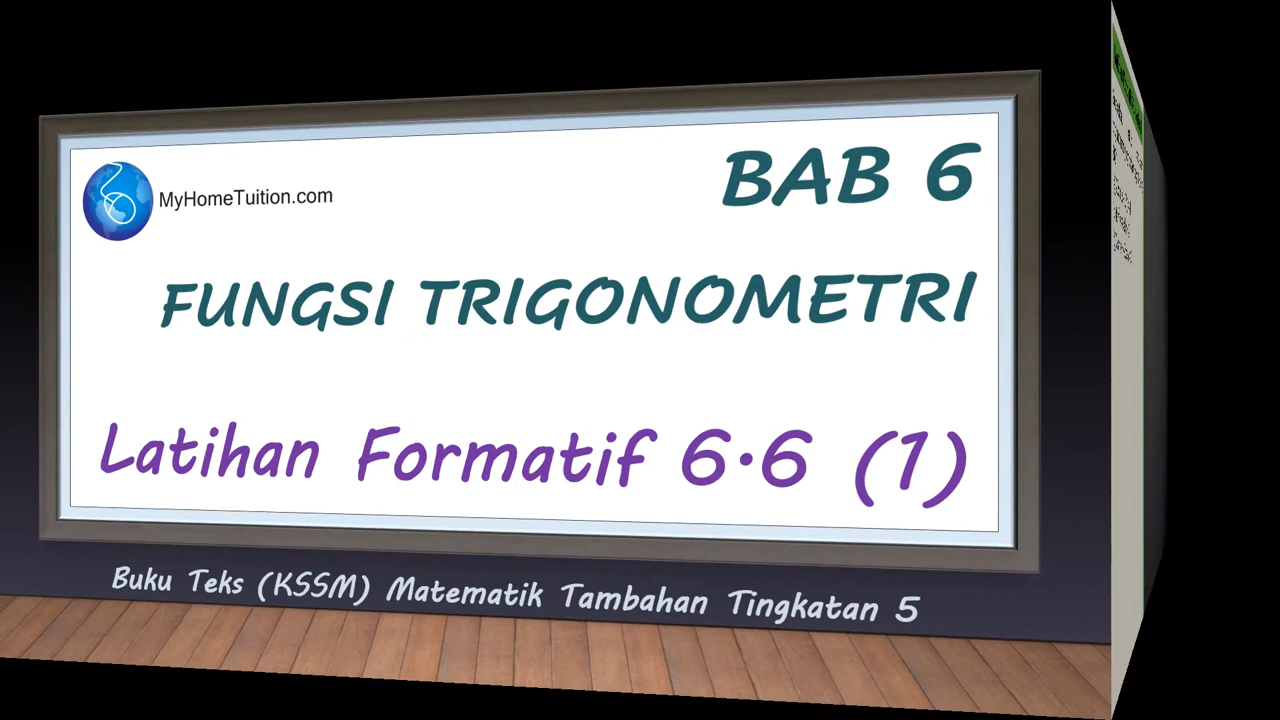 MyHomeTuition.com
BAB 6
FUNGSI TRIGONOMETRI
Latihan Formatif 6.6 (1)
Buku Teks (KSSM) Matematik Tambahan Tingkatan 5